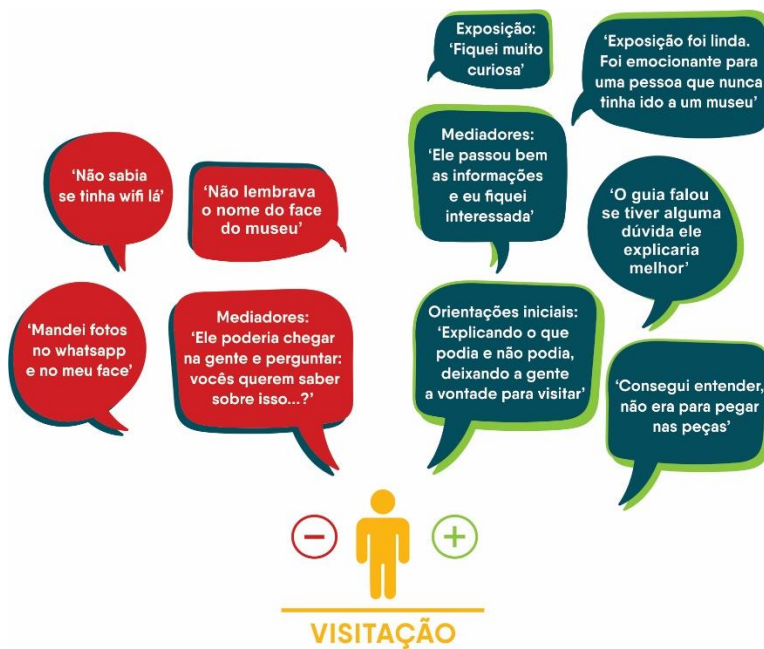 'Não sabia
se tinha wifi lá'
'Não lembrava
o nome do face
do museu'
'Mandei fotos
no whatsapp
e no meu face'
Mediadores:
'Ele poderia chegar
na gente e perguntar:
vocês querem saber
sobre isso...?'
Exposição:
'Fiquei muito
curiosa'
'Exposição foi linda.
Foi emocionante para
uma pessoa que nunca
tinha ido a um museu'
Mediadores:
'Ele passou bem
as informações
e eu fiquei
interessada'
'O guia falou
se tiver alguma
dúvida ele
explicaria
melhor'
Orientações iniciais:
'Explicando o que
podia e não podia,
deixando a gente
a vontade para visitar'
'Consegui entender,
não era para pegar
nas peças'
VISITAÇÃO